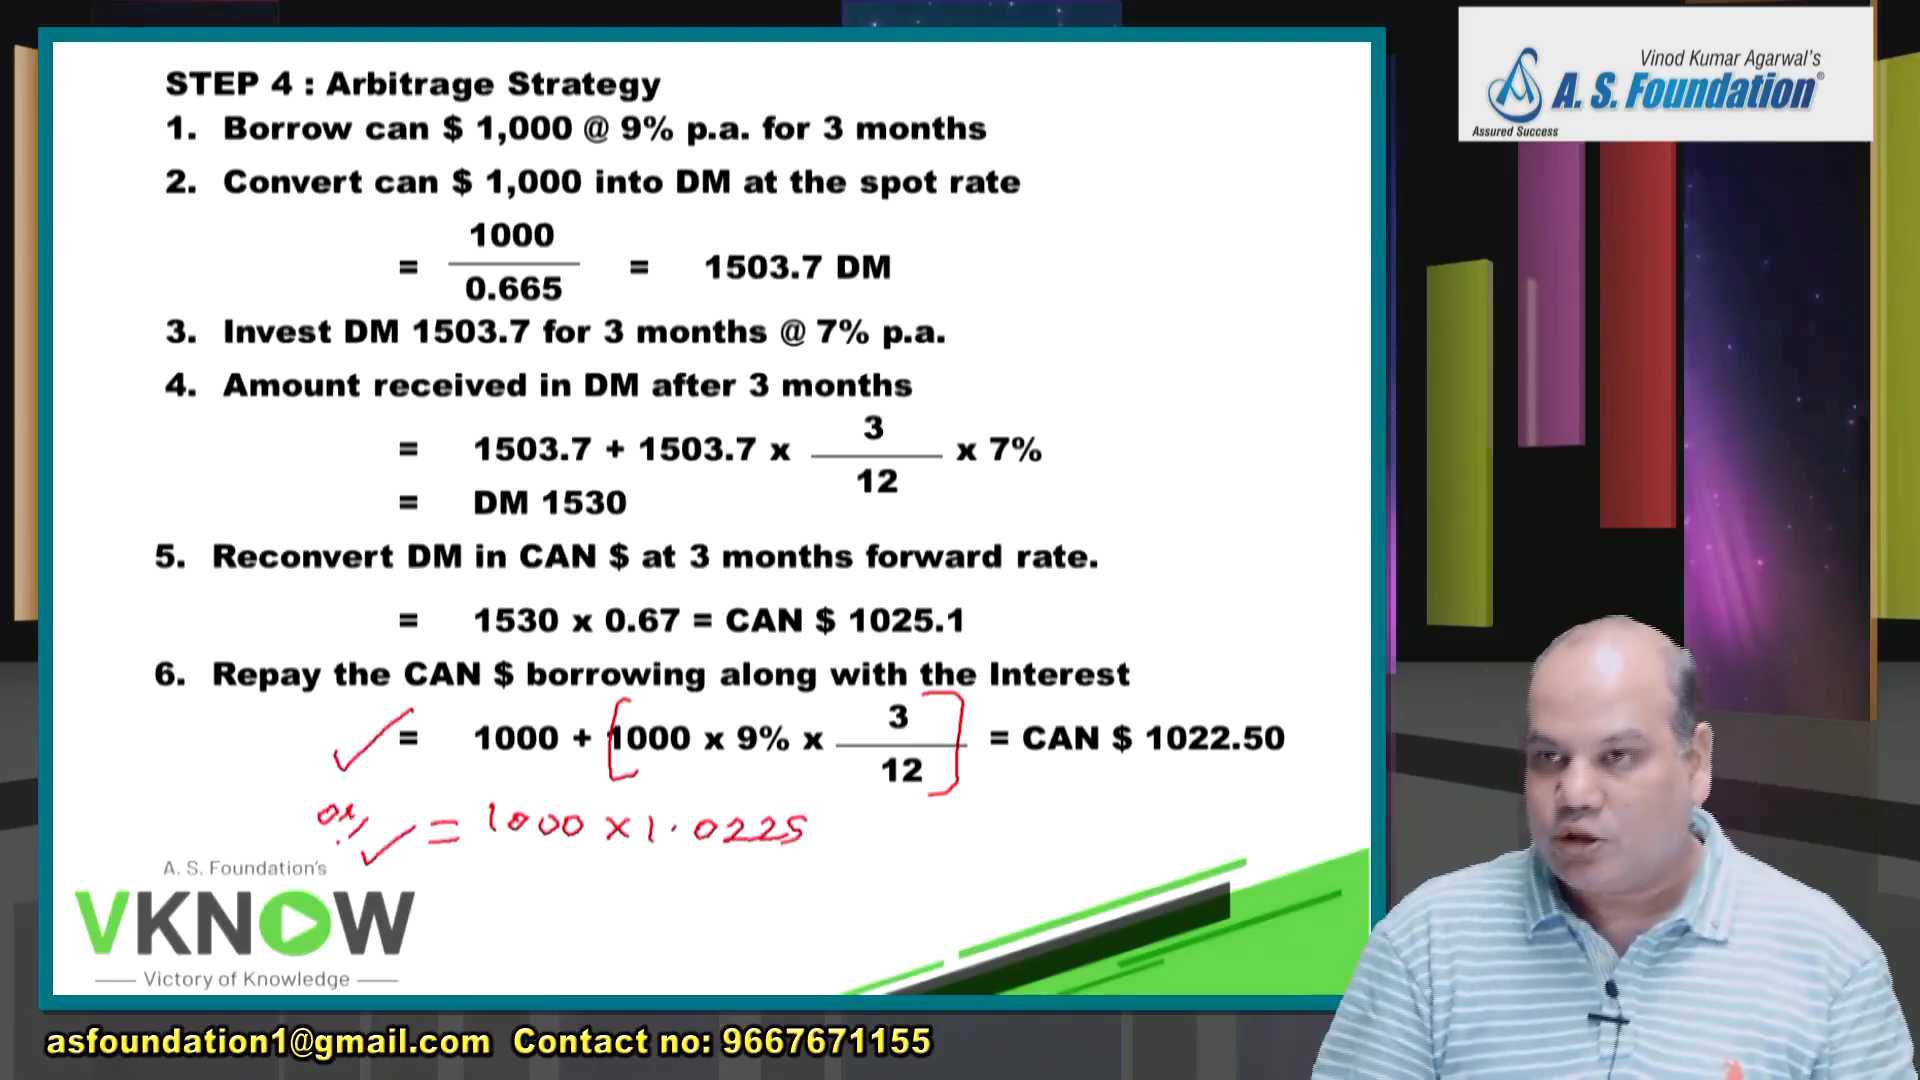 STEP 4 : Arbitrage Strategy
1. Borrow can $ 1,000 @ 9% p.a. for 3 months
2. Convert can $ 1,000 into DM at the spot rate
= 1000 / 0.665 = 1503.7 DM
3. Invest DM 1503.7 for 3 months @ 7% p.a.
4. Amount received in DM after 3 months
= 1503.7 + 1503.7 x 3 / 12 x 7%
= DM 1530
5. Reconvert DM in CAN $ at 3 months forward rate.
= 1530 x 0.67 = CAN $ 1025.1
6. Repay the CAN $ borrowing along with the Interest
= 1000 + [1000 x 9% x 3 / 12] = CAN $ 1022.50
or, = 1000 x 1.0225
A. S. Foundation's
VKNOW
Victory of Knowledge
Vinod Kumar Agarwal's
A. S. Foundation®
Assured Success
asfoundation1@gmail.com Contact no: 9667671155